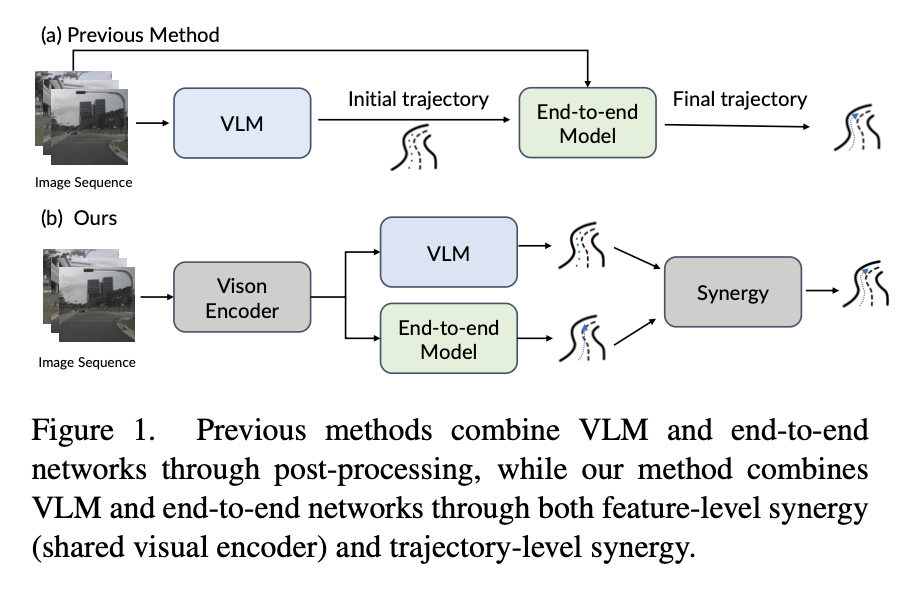 (a) Previous Method
VLM
Initial trajectory
End-to-end
Model
Final trajectory
Image Sequence
(b) Ours
Vison
Encoder
VLM
End-to-end
Model
Synergy
Image Sequence
Figure 1. Previous methods combine VLM and end-to-end
networks through post-processing, while our method combines
VLM and end-to-end networks through both feature-level synergy
(shared visual encoder) and trajectory-level synergy.